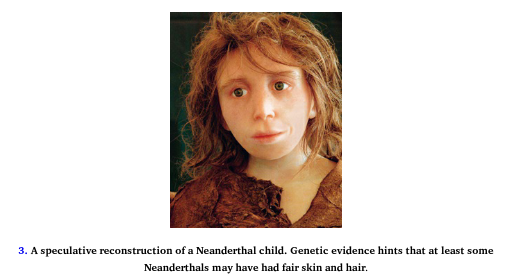 3. A speculative reconstruction of a Neanderthal child. Genetic evidence hints that at least some
Neanderthals may have had fair skin and hair.